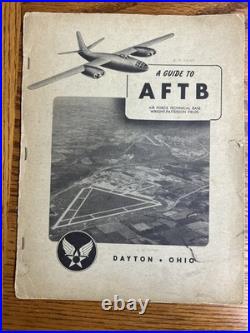 A GUIDE TO
AFTB
AIR FORCE TECHNICAL BASE
WRIGHT-PATTERSON FIELDS
DAYTON • OHIO